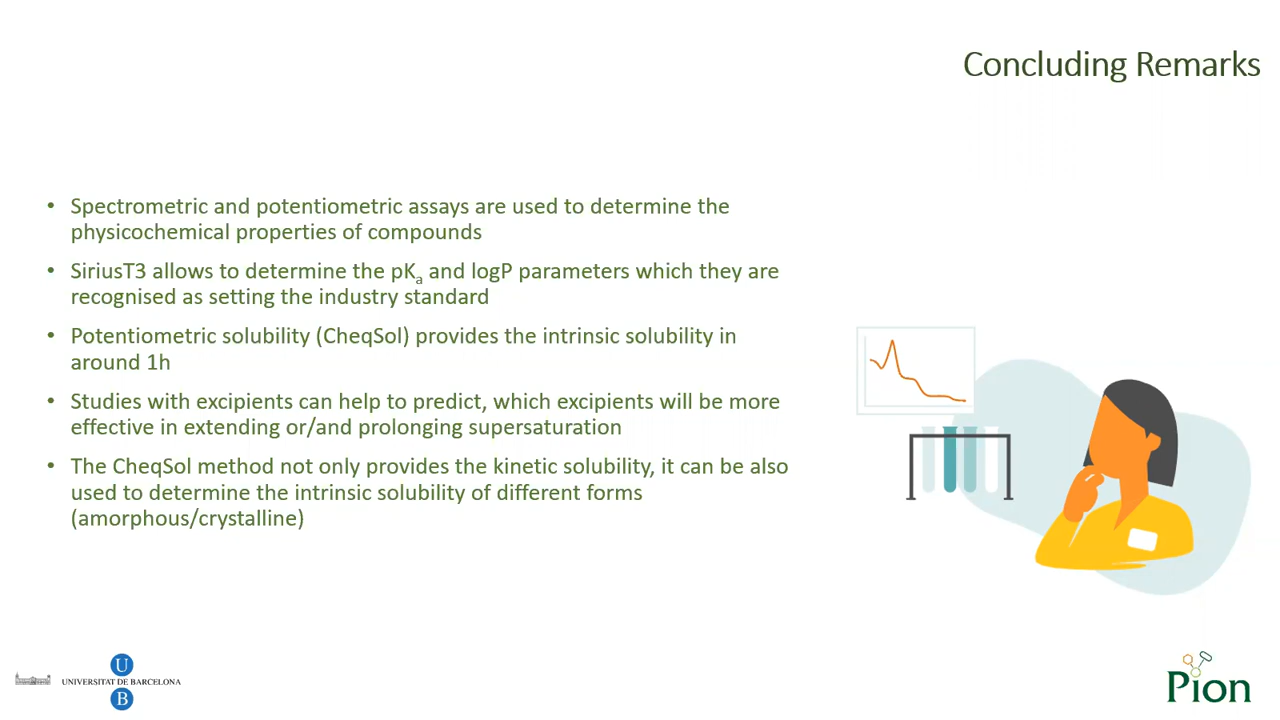 Concluding Remarks
• Spectrometric and potentiometric assays are used to determine the
physicochemical properties of compounds
• SiriusT3 allows to determine the pKa and logP parameters which they are
recognised as setting the industry standard
• Potentiometric solubility (CheqSol) provides the intrinsic solubility in
around 1h
• Studies with excipients can help to predict, which excipients will be more
effective in extending or/and prolonging supersaturation
• The CheqSol method not only provides the kinetic solubility, it can be also
used to determine the intrinsic solubility of different forms
(amorphous/crystalline)
U
UNIVERSITAT DE BARCELONA
B
Pion